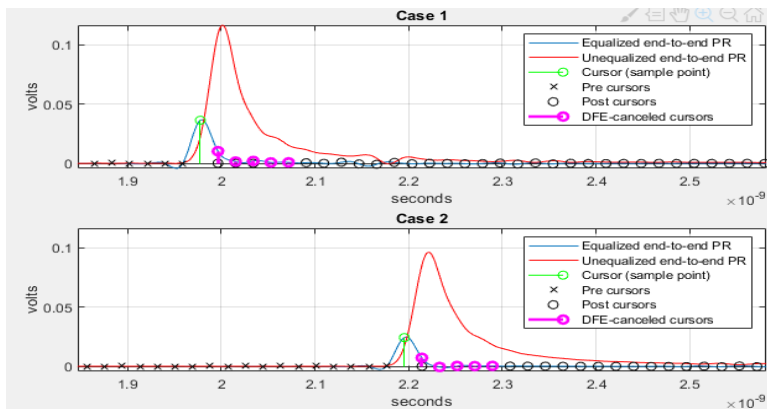 Case 1
0.1
0.05
0
volts
Equalized end-to-end PR
Unequalized end-to-end PR
Cursor (sample point)
Pre cursors
Post cursors
DFE-canceled cursors
1.9 2 2.1 2.2 2.3 2.4 2.5
seconds
×10⁻⁹
Case 2
0.1
0.05
0
volts
Equalized end-to-end PR
Unequalized end-to-end PR
Cursor (sample point)
Pre cursors
Post cursors
DFE-canceled cursors
1.9 2 2.1 2.2 2.3 2.4 2.5
seconds
×10⁻⁹